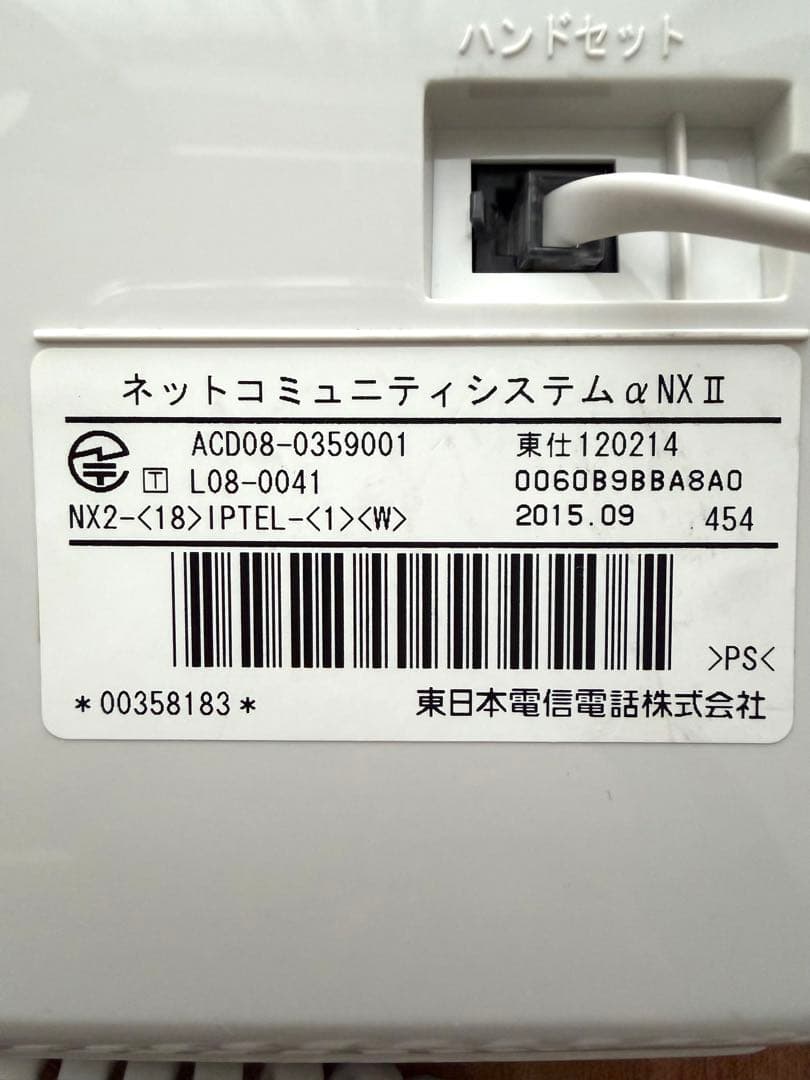 ハンドセット
ネットコミュニティシステムαNXⅡ
ACD08-0359001 東仕120214
T L08-0041 0060B9BBA8A0
NX2-<18>IPTEL-<1><W> 2015.09 454
>PS<
*00358183* 東日本電信電話株式会社